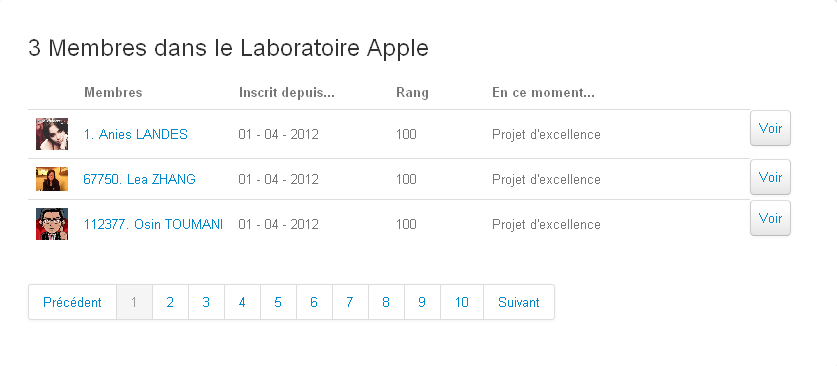 3 Membres dans le Laboratoire Apple
Membres Inscrit depuis... Rang En ce moment...
1. Anies LANDES 01 - 04 - 2012 100 Projet d'excellence Voir
67750. Lea ZHANG 01 - 04 - 2012 100 Projet d'excellence Voir
112377. Osin TOUMANI 01 - 04 - 2012 100 Projet d'excellence Voir
Précédent 1 2 3 4 5 6 7 8 9 10 Suivant